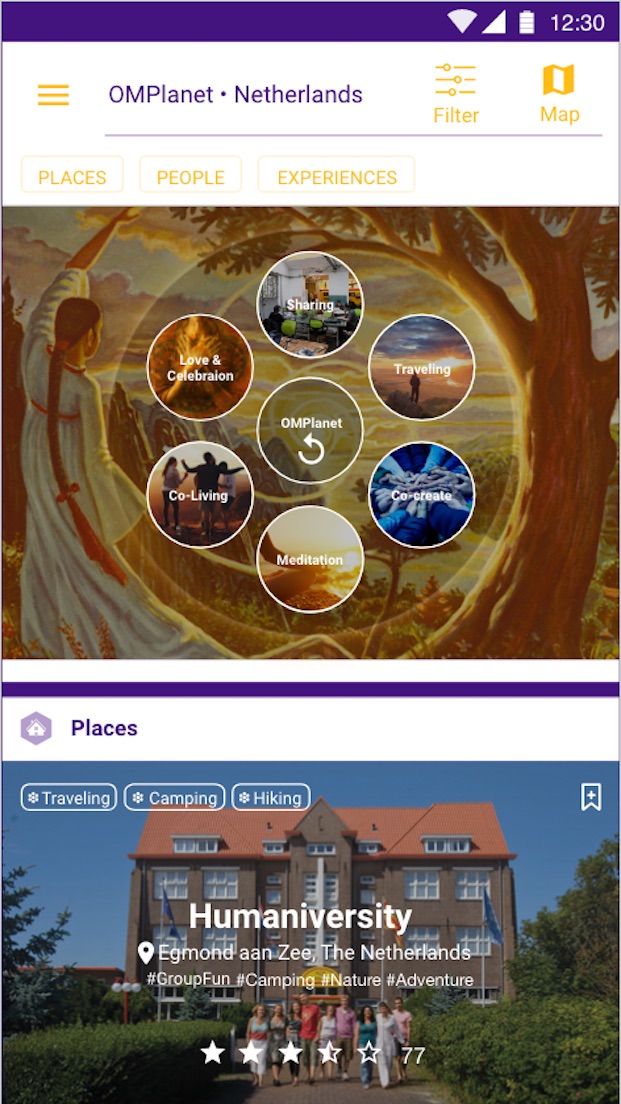 12:30
OMPlanet • Netherlands
Filter
Map
PLACES
PEOPLE
EXPERIENCES
Sharing
Love &
Celebraion
Traveling
OMPlanet
Co-Living
Co-create
Meditation
Places
Traveling
Camping
Hiking
Humaniversity
Egmond aan Zee, The Netherlands
#GroupFun #Camping #Nature #Adventure
77